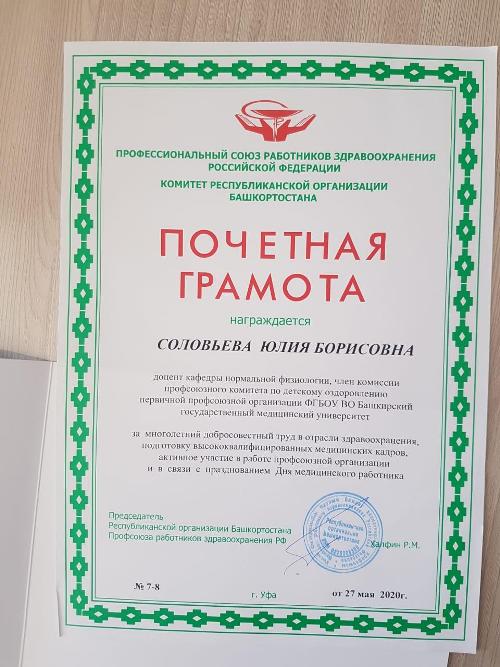 ПРОФЕССИОНАЛЬНЫЙ СОЮЗ РАБОТНИКОВ ЗДРАВООХРАНЕНИЯ
РОССИЙСКОЙ ФЕДЕРАЦИИ
КОМИТЕТ РЕСПУБЛИКАНСКОЙ ОРГАНИЗАЦИИ
БАШКОРТОСТАНА
ПОЧЕТНАЯ
ГРАМОТА
награждается
СОЛОВЬЕВА ЮЛИЯ БОРИСОВНА
доцент кафедры нормальной физиологии, член комиссии
профсоюзного комитета по детскому оздоровлению
первичной профсоюзной организации ФГБОУ ВО Башкирский
государственный медицинский университет
за многолетний добросовестный труд в отрасли здравоохранения,
подготовку высококвалифицированных медицинских кадров,
активное участие в работе профсоюзной организации
и в связи с празднованием Дня медицинского работника
Председатель
Республиканской организации Башкортостана
Профсоюза работников здравоохранения РФ
Халфин Р.М.
№ 7-8
г. Уфа
от 27 мая 2020г.